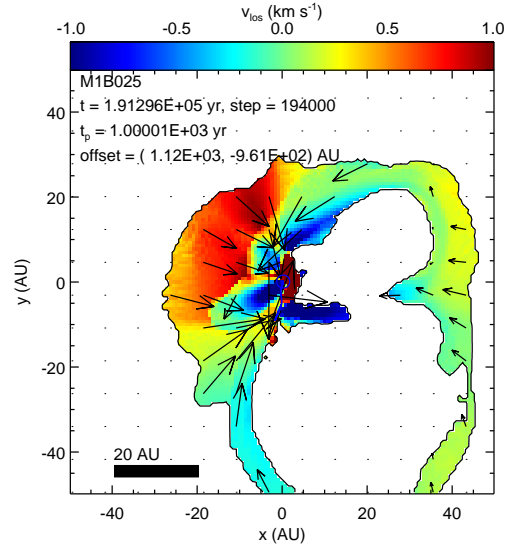 v_los (km s⁻¹)
-1.0 -0.5 0.0 0.5 1.0
M1B025
t = 1.91296E+05 yr, step = 194000
t_p = 1.00001E+03 yr
offset = ( 1.12E+03, -9.61E+02) AU
40
20
0
-20
-40
y (AU)
20 AU
-40 -20 0 20 40
x (AU)